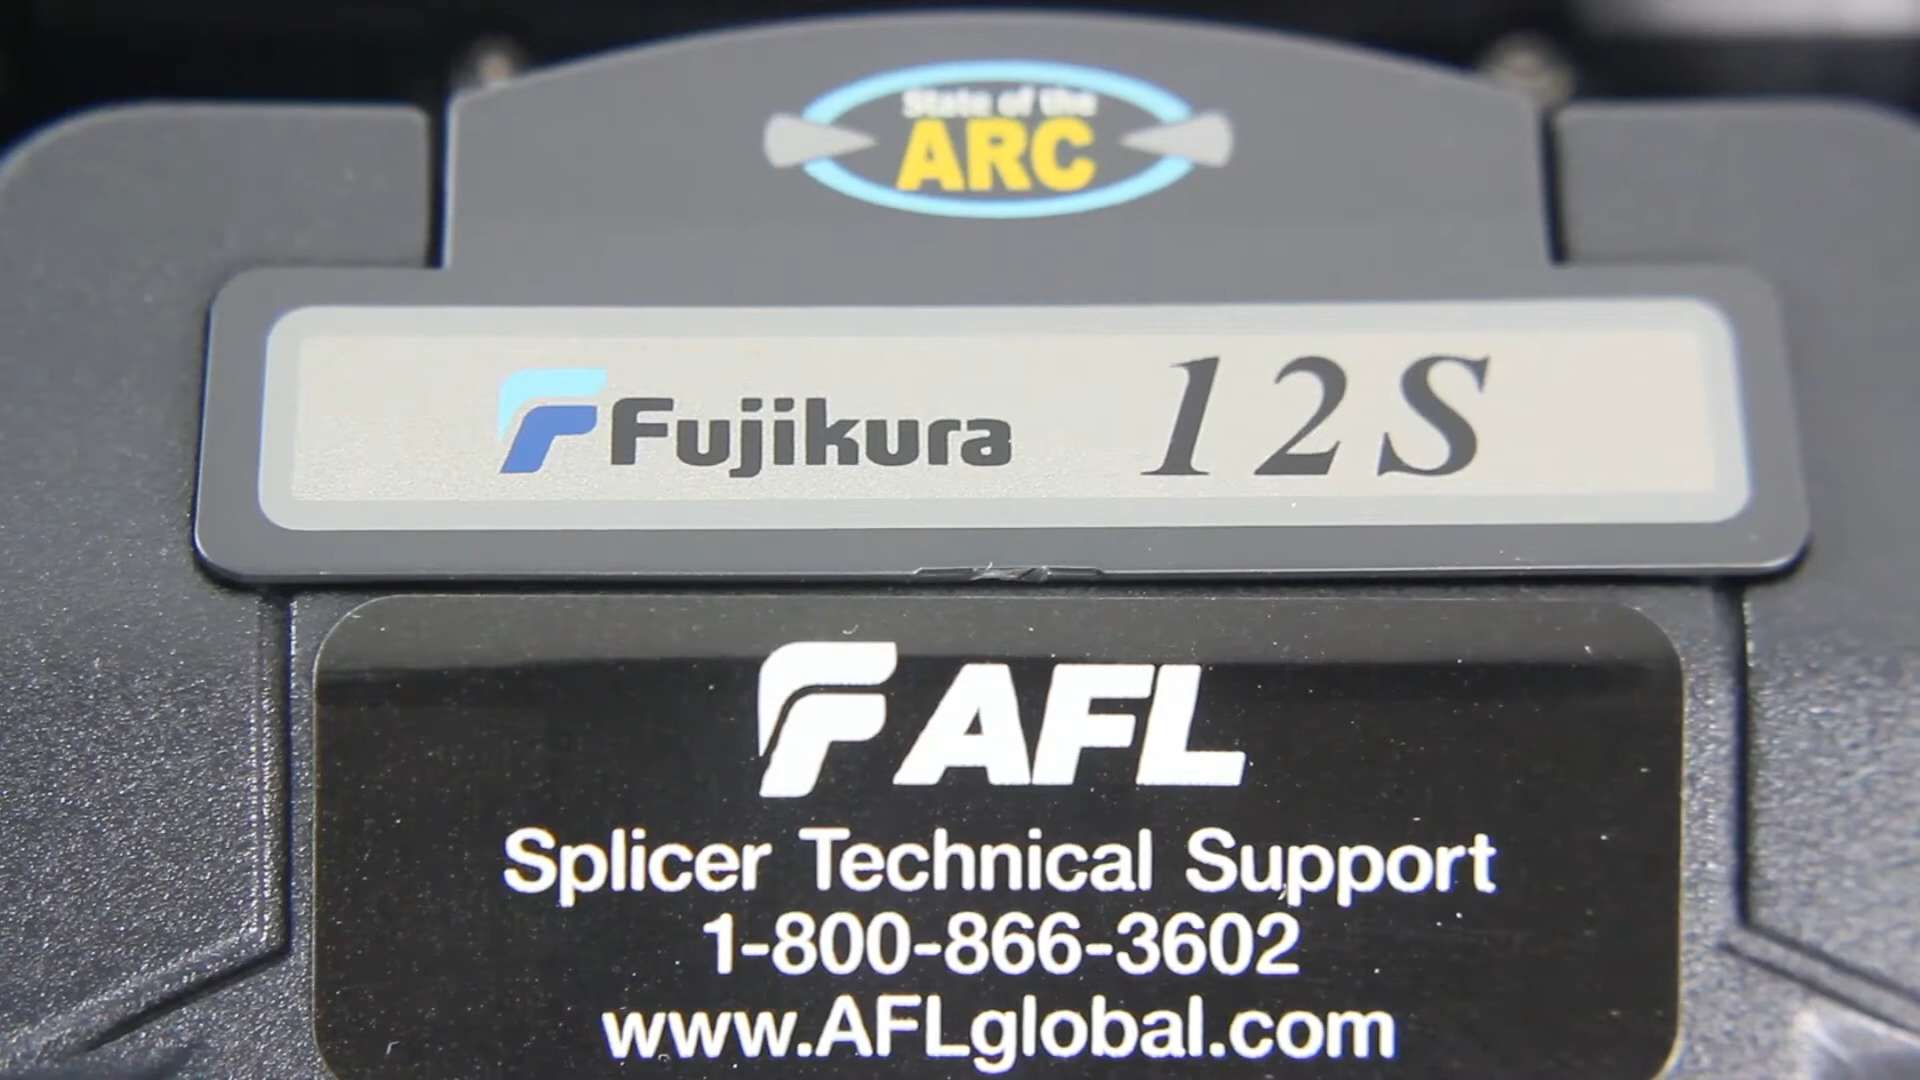 State of the
ARC
Fujikura 12S
AFL
Splicer Technical Support
1-800-866-3602
www.AFLglobal.com